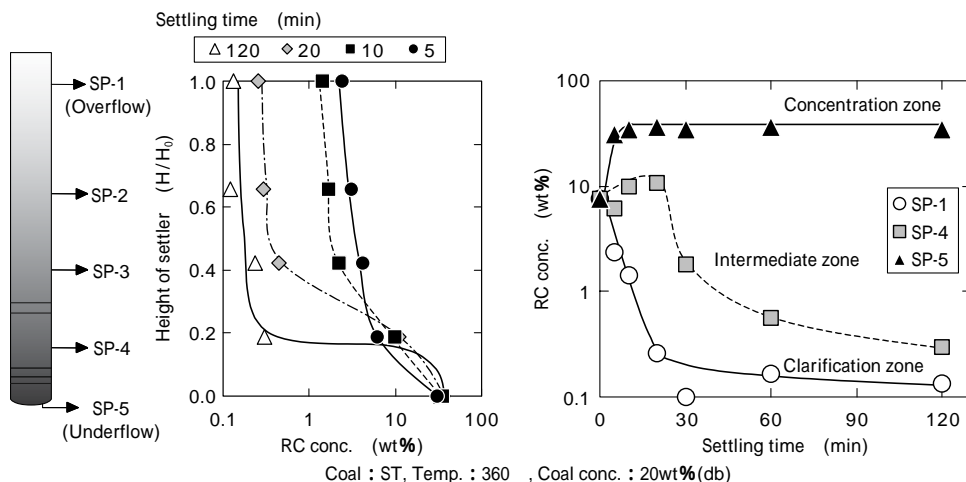 Settling time (min)
△ 120 ◇ 20 ■ 10 ● 5
SP-1
(Overflow)
SP-2
SP-3
SP-4
SP-5
(Underflow)
Height of settler (H/H₀)
1.0
0.8
0.6
0.4
0.2
0.0
0.1 1 10 100
RC conc. (wt%)
RC conc. (wt%)
100
10
1
0.1
Concentration zone
Intermediate zone
Clarification zone
SP-1
SP-4
SP-5
0 30 60 90 120
Settling time (min)
Coal : ST, Temp. : 360 , Coal conc. : 20wt%(db)